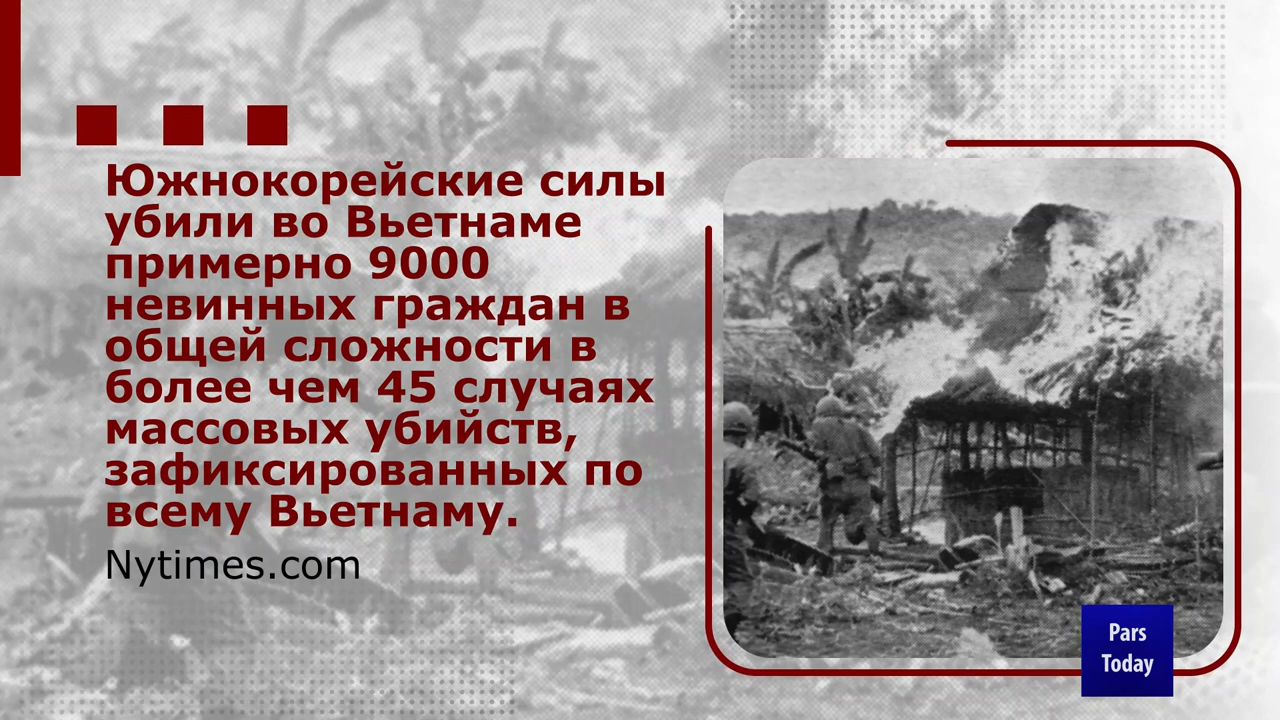 Южнокорейские силы
убили во Вьетнаме
примерно 9000
невинных граждан в
общей сложности в
более чем 45 случаях
массовых убийств,
зафиксированных по
всему Вьетнаму.
Nytimes.com
Pars
Today